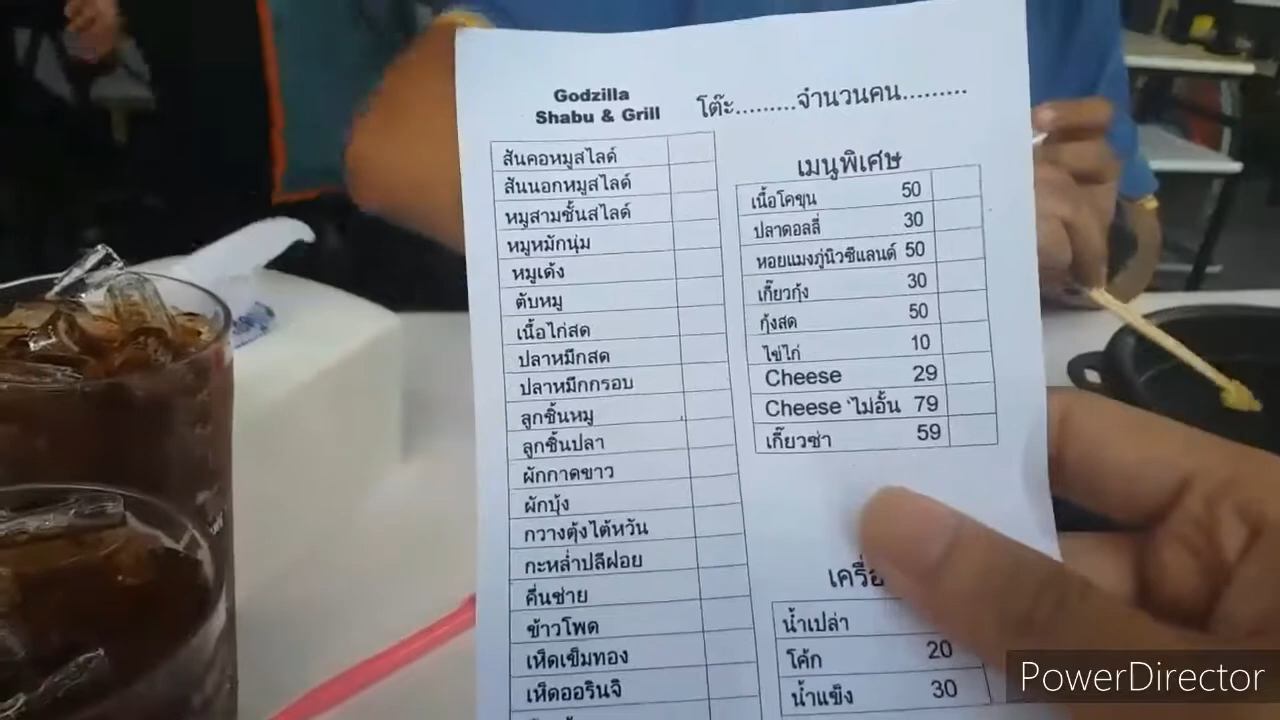 Godzilla
Shabu & Grill
โต๊ะ.........จำนวนคน.........
สันคอหมูสไลด์
สันนอกหมูสไลด์
หมูสามชั้นสไลด์
หมูหมักนุ่ม
หมูเด้ง
ตับหมู
เนื้อไก่สด
ปลาหมึกสด
ปลาหมึกกรอบ
ลูกชิ้นหมู
ลูกชิ้นปลา
ผักกาดขาว
ผักบุ้ง
กวางตุ้งไต้หวัน
กะหล่ำปลีฝอย
คื่นช่าย
ข้าวโพด
เห็ดเข็มทอง
เห็ดออรินจิ
เมนูพิเศษ
เนื้อโคขุน 50
ปลาดอลลี่ 30
หอยแมงภู่นิวซีแลนด์ 50
เกี๊ยวกุ้ง 30
กุ้งสด 50
ไข่ไก่ 10
Cheese 29
Cheese ไม่อั้น 79
เกี๊ยวซ่า 59
น้ำเปล่า
โค้ก 20
น้ำแข็ง 30
PowerDirector